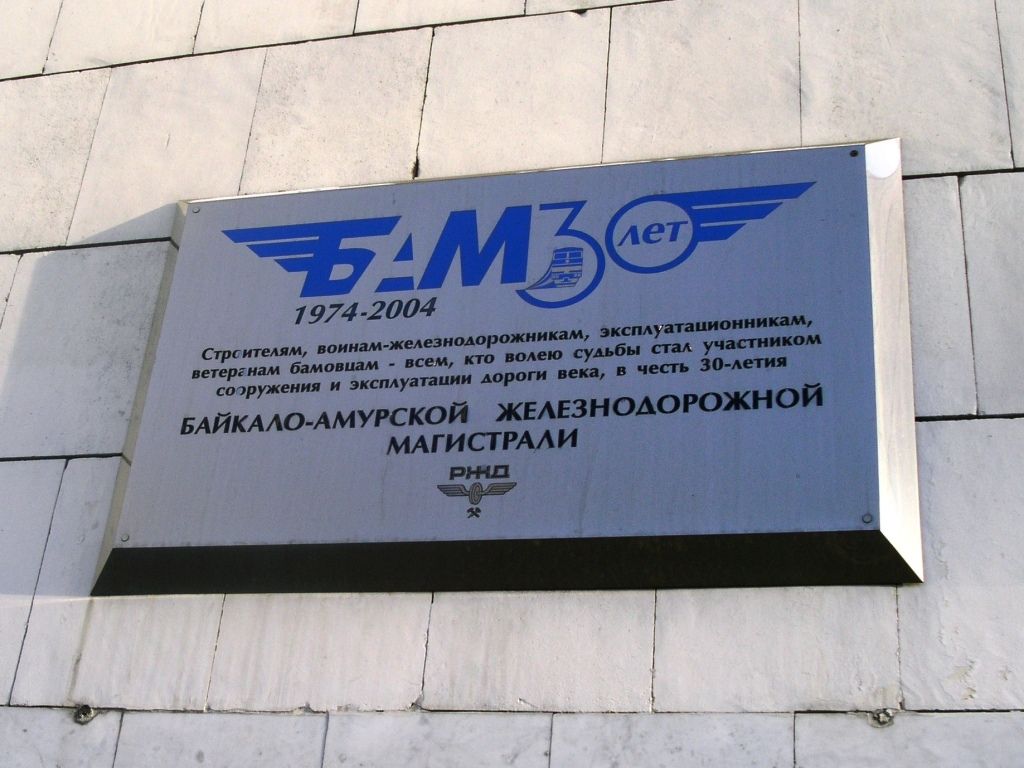 БАМ 30 лет
1974-2004
Строителям, воинам-железнодорожникам, эксплуатационникам,
ветеранам бамовцам - всем, кто волею судьбы стал участником
сооружения и эксплуатации дороги века, в честь 30-летия
БАЙКАЛО-АМУРСКОЙ ЖЕЛЕЗНОДОРОЖНОЙ
МАГИСТРАЛИ
РЖД